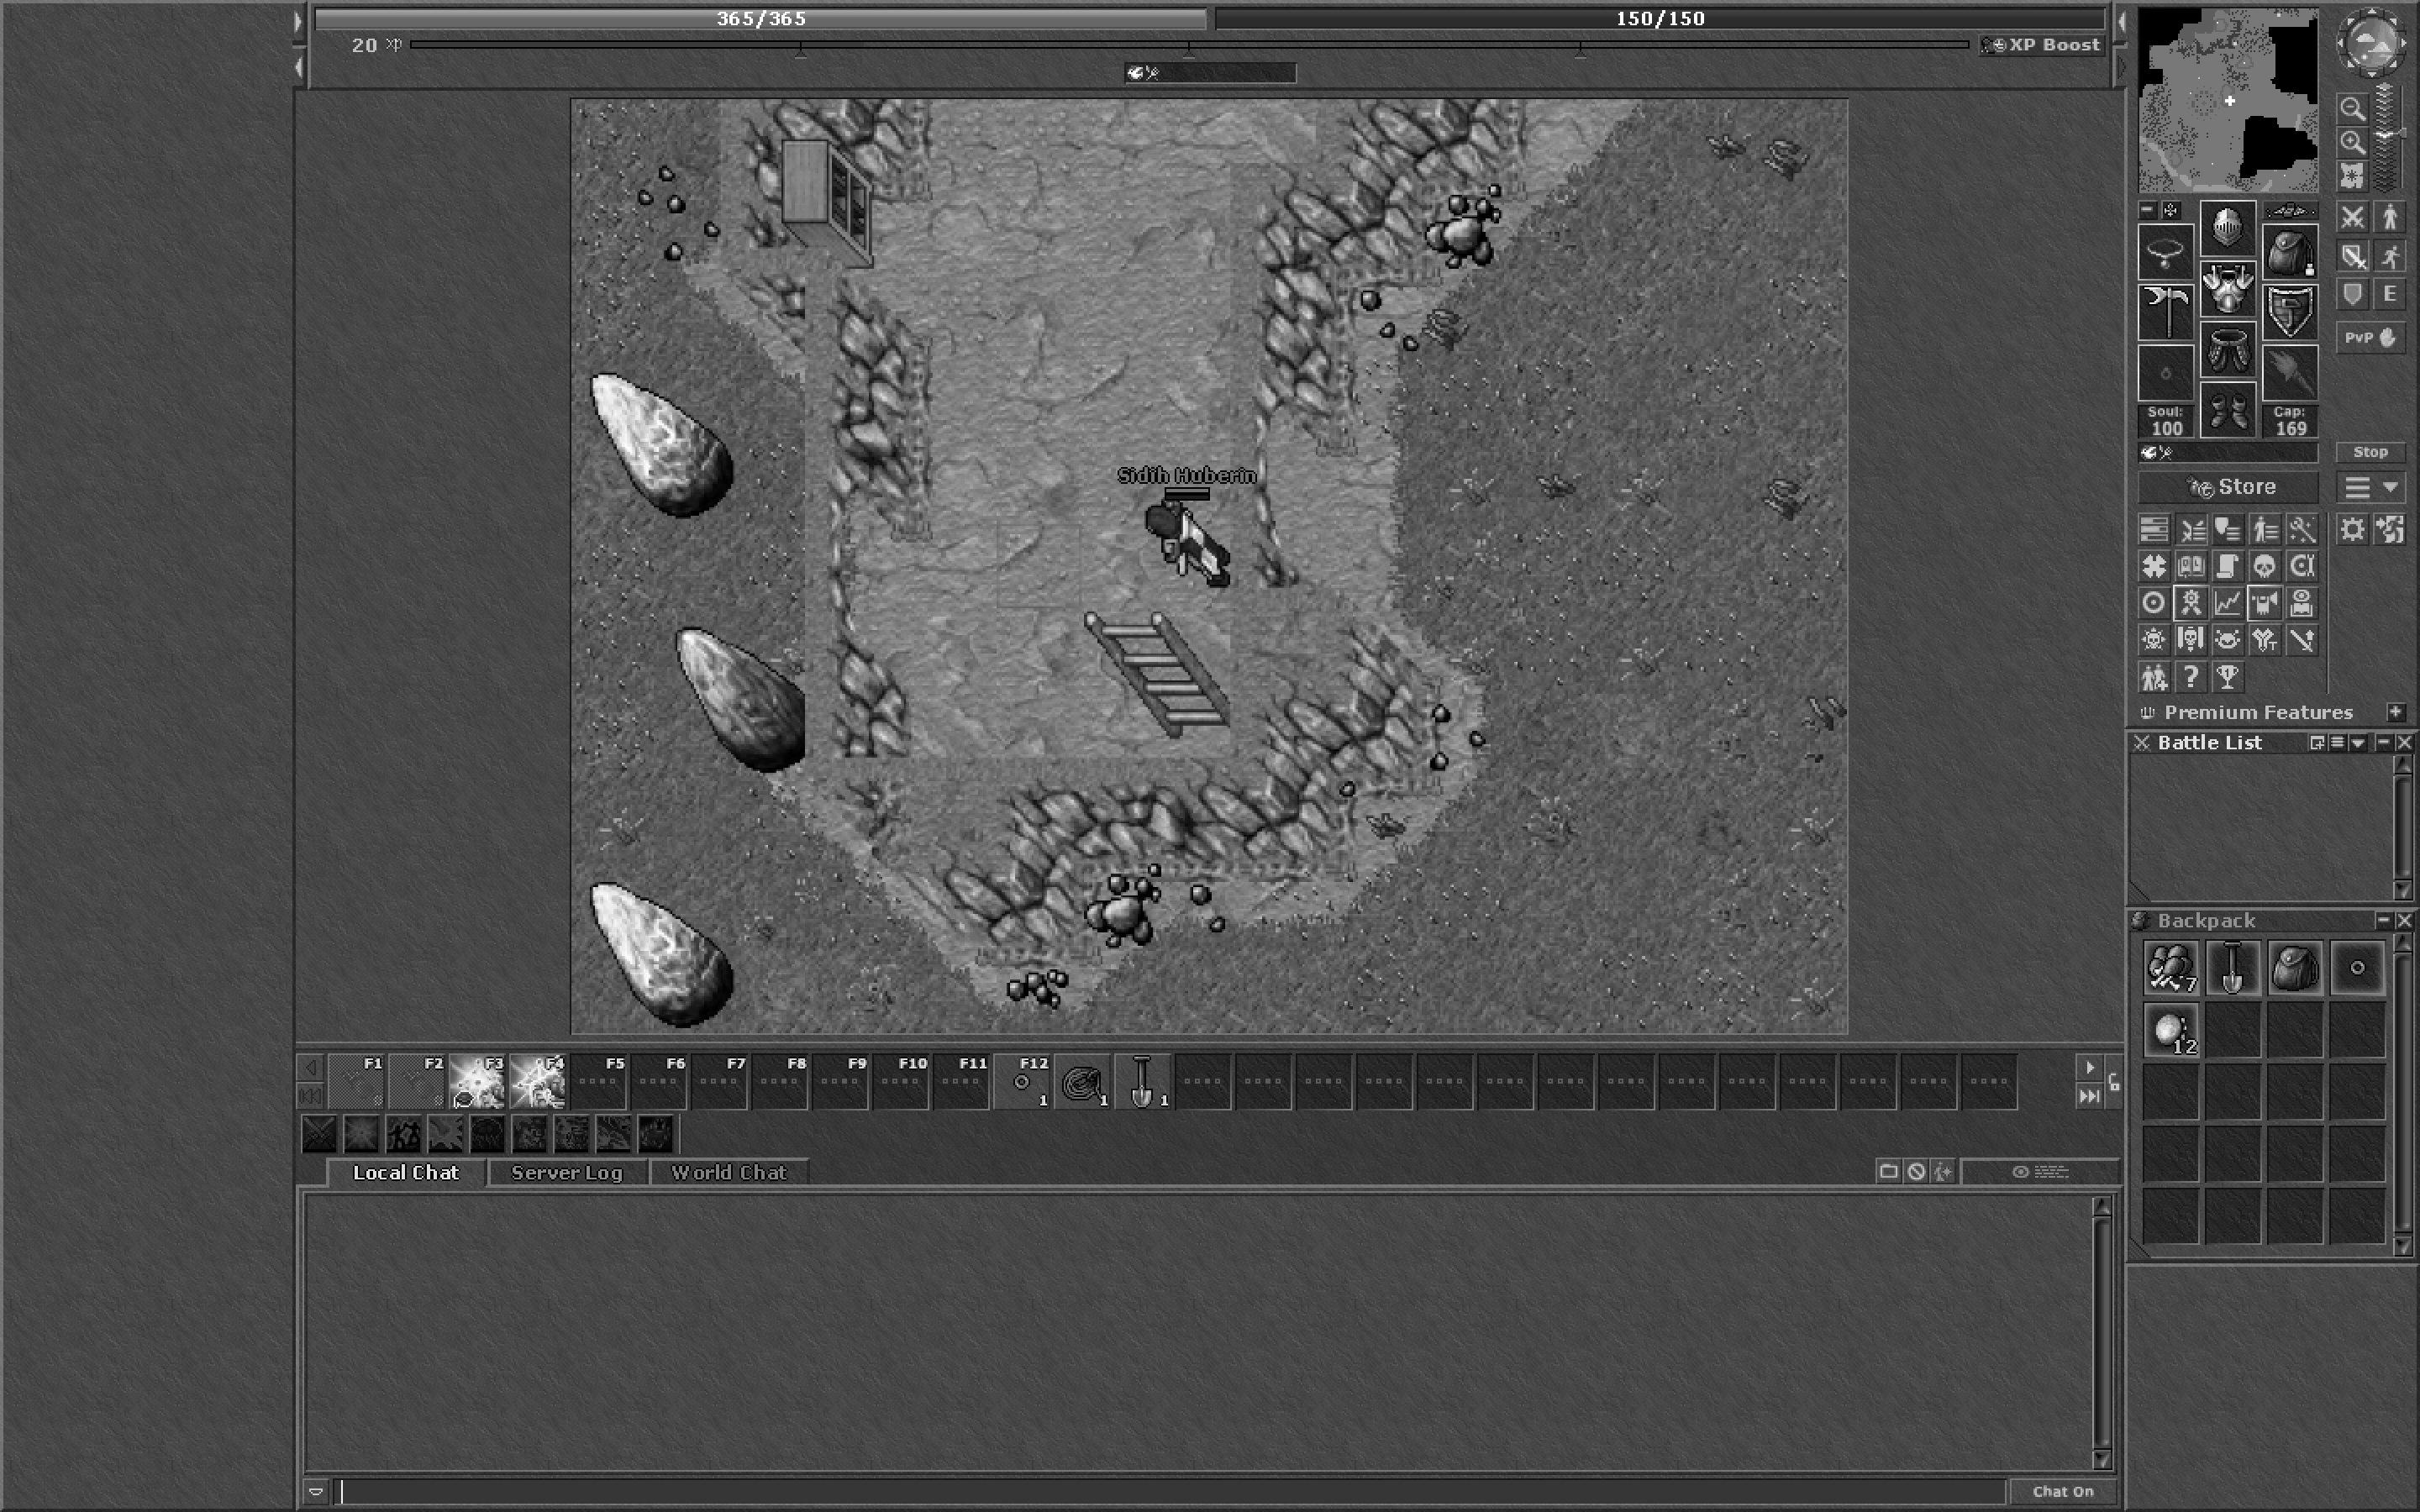 365/365
150/150
20 xp
XP Boost
Sidih Huberin
E
PvP
Soul:
100
Cap:
169
Stop
Store
Premium Features
Battle List
Backpack
7
12
F1
F2
F3
F4
F5
F6
F7
F8
F9
F10
F11
F12
1
1
1
Local Chat
Server Log
World Chat
Chat On